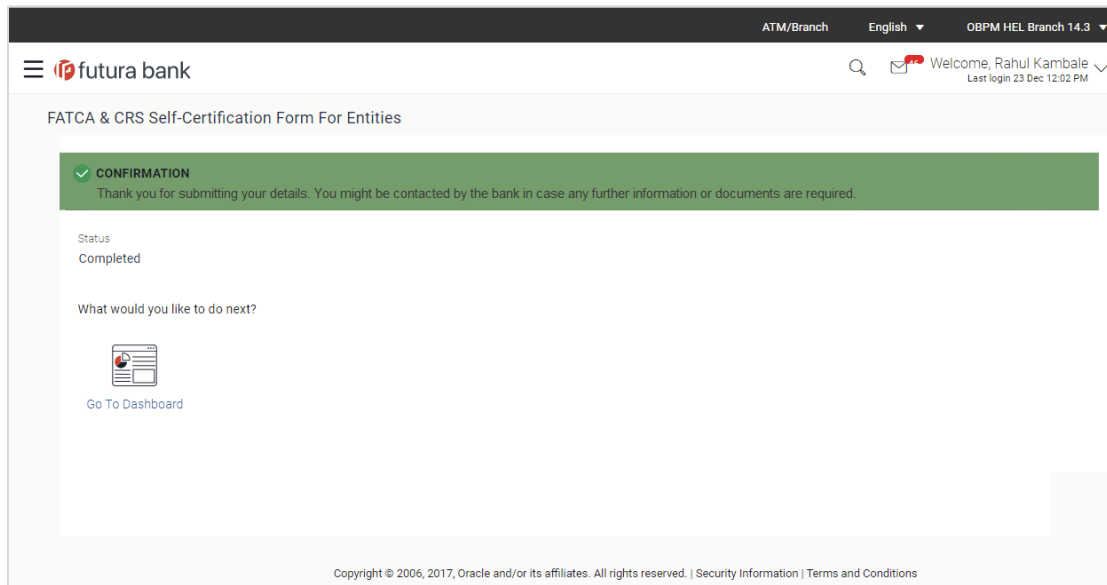 ATM/Branch English OBPM HEL Branch 14.3
futura bank
Welcome, Rahul Kambale
Last login 23 Dec 12:02 PM
FATCA & CRS Self-Certification Form For Entities
CONFIRMATION
Thank you for submitting your details. You might be contacted by the bank in case any further information or documents are required.
Status
Completed
What would you like to do next?
Go To Dashboard
Copyright © 2006, 2017, Oracle and/or its affiliates. All rights reserved. | Security Information | Terms and Conditions